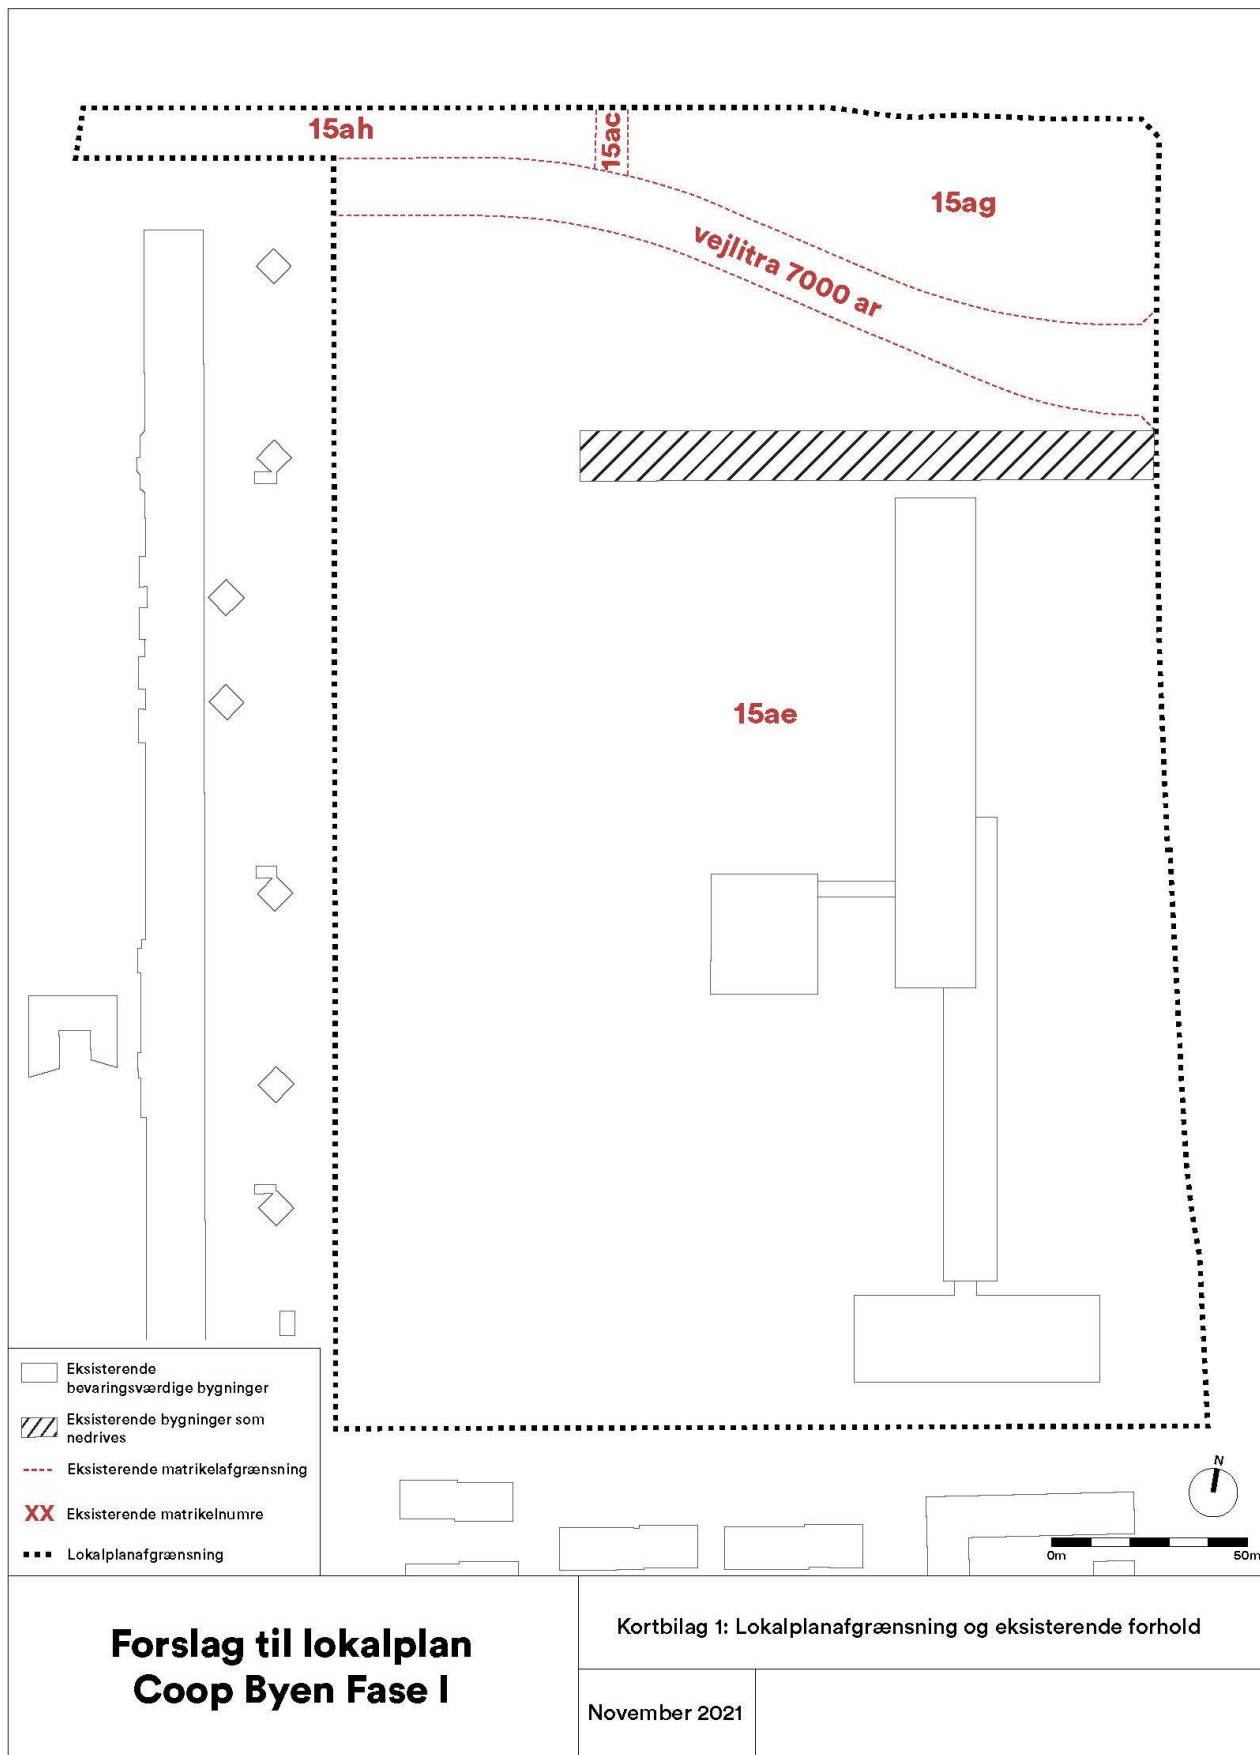 15ah
15ac
15ag
vejlitra 7000 ar
15ae
Eksisterende
bevaringsværdige bygninger
Eksisterende bygninger som
nedrives
Eksisterende matrikelafgrænsning
XX Eksisterende matrikelnumre
Lokalplanafgrænsning
N
0m 50m
Forslag til lokalplan
Coop Byen Fase I
Kortbilag 1: Lokalplanafgrænsning og eksisterende forhold
November 2021